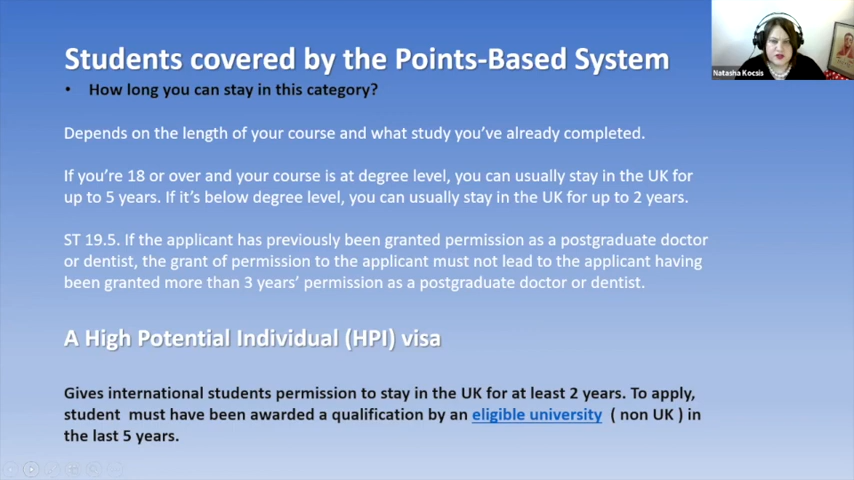 Students covered by the Points-Based System
• How long you can stay in this category?
Depends on the length of your course and what study you've already completed.
If you're 18 or over and your course is at degree level, you can usually stay in the UK for
up to 5 years. If it's below degree level, you can usually stay in the UK for up to 2 years.
ST 19.5. If the applicant has previously been granted permission as a postgraduate doctor
or dentist, the grant of permission to the applicant must not lead to the applicant having
been granted more than 3 years' permission as a postgraduate doctor or dentist.
A High Potential Individual (HPI) visa
Gives international students permission to stay in the UK for at least 2 years. To apply,
student must have been awarded a qualification by an eligible university ( non UK ) in
the last 5 years.
Natasha Kocsis